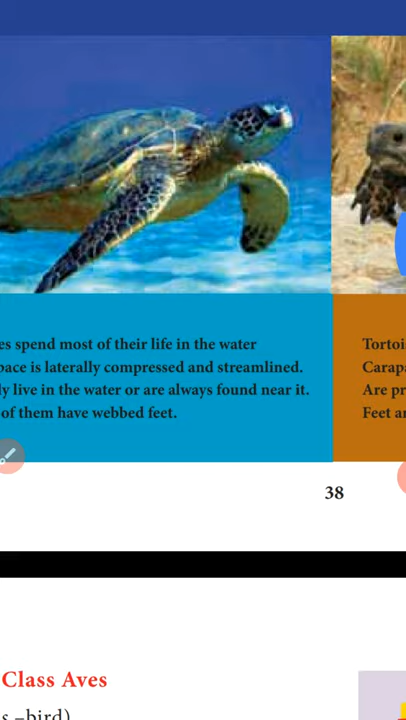 es spend most of their life in the water
pace is laterally compressed and streamlined.
ly live in the water or are always found near it.
of them have webbed feet.
Tortoi
Carapa
Are pr
Feet ar
38
Class Aves
s –bird)